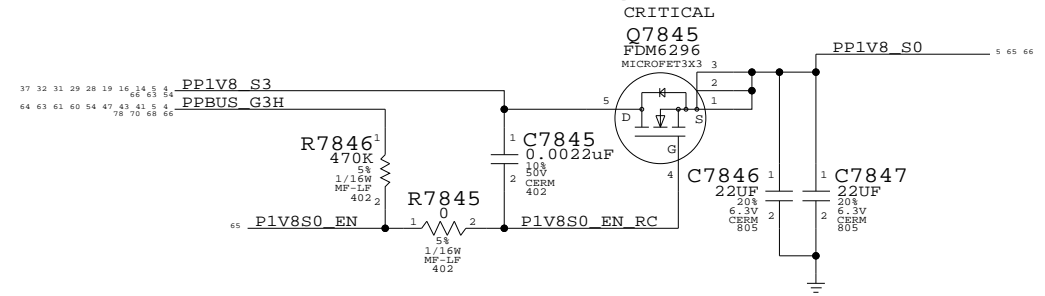 CRITICAL
Q7845
FDM6296
MICROFET3X3
PP1V8_S0
5 65 66
3
2
1
5
D
S
G
4
37 32 31 29 28 19 16 14 5 4
66 63 54
PP1V8_S3
64 63 61 60 54 47 43 41 5 4
78 70 68 66
PPBUS_G3H
R7846
470K
5%
1/16W
MF-LF
402
1
2
C7845
0.0022uF
10%
50V
CERM
402
1
2
R7845
0
5%
1/16W
MF-LF
402
1
2
65
P1V8S0_EN
P1V8S0_EN_RC
C7846
22UF
20%
6.3V
CERM
805
1
2
C7847
22UF
20%
6.3V
CERM
805
1
2